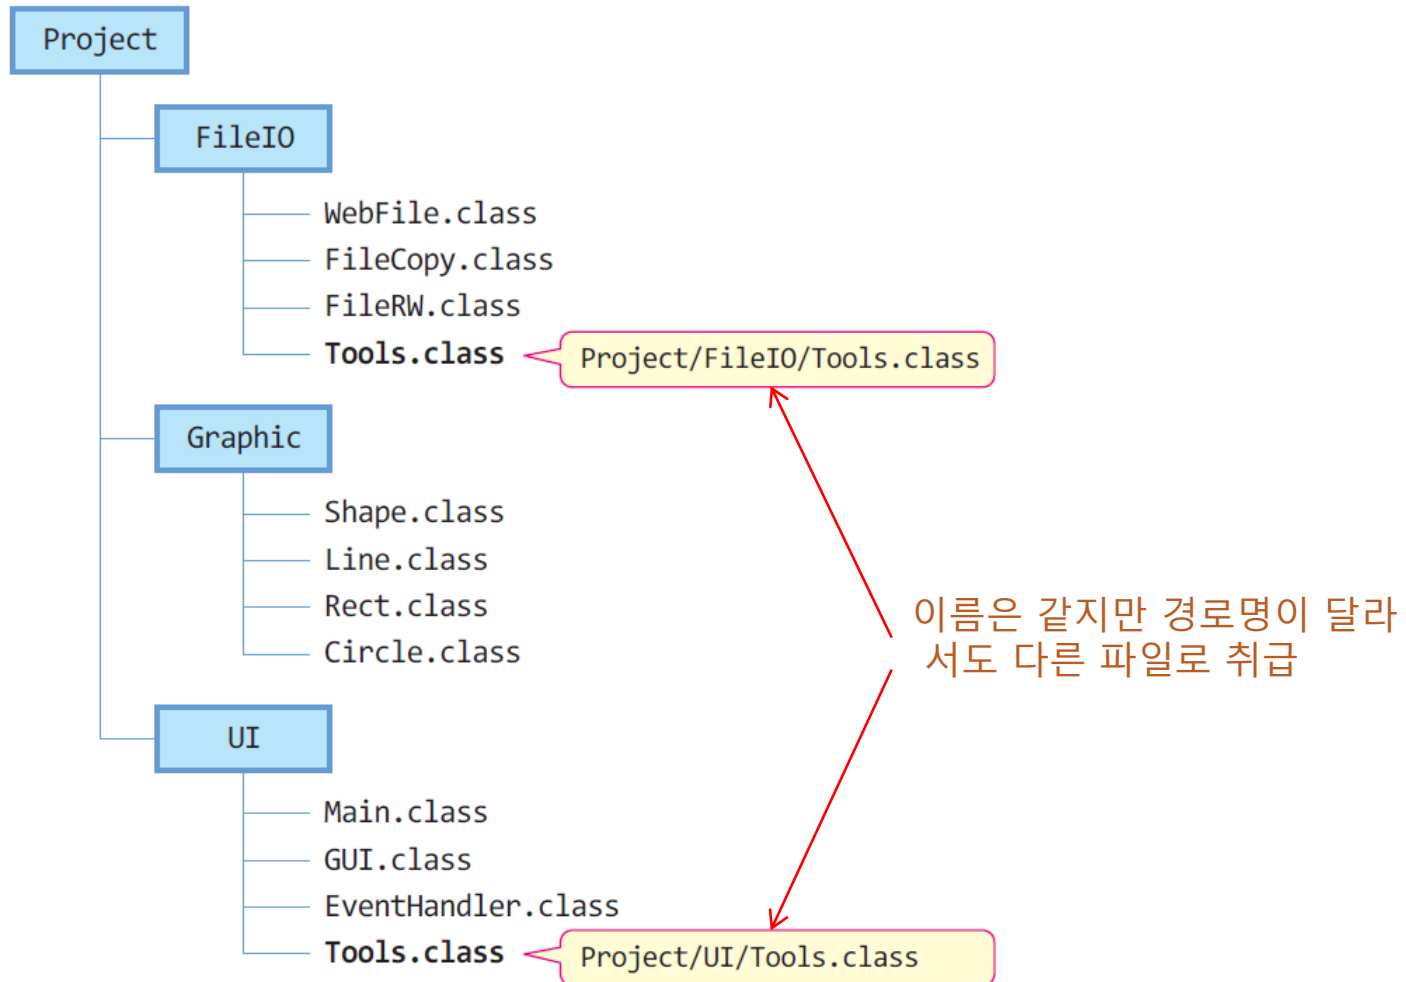 Project
FileIO
WebFile.class
FileCopy.class
FileRW.class
Tools.class
Project/FileIO/Tools.class
Graphic
Shape.class
Line.class
Rect.class
Circle.class
이름은 같지만 경로명이 달라
서도 다른 파일로 취급
UI
Main.class
GUI.class
EventHandler.class
Tools.class
Project/UI/Tools.class